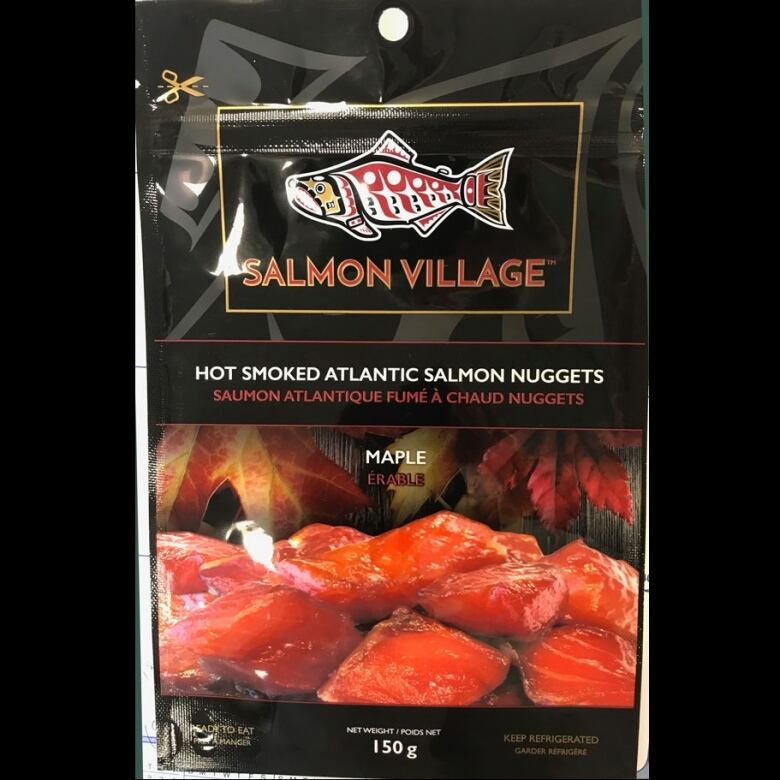 SALMON VILLAGE™
HOT SMOKED ATLANTIC SALMON NUGGETS
SAUMON ATLANTIQUE FUMÉ À CHAUD NUGGETS
MAPLE
ÉRABLE
READY TO EAT
MANGER
NET WEIGHT / POIDS NET
150 g
KEEP REFRIGERATED
GARDER RÉFRIGÉRÉ